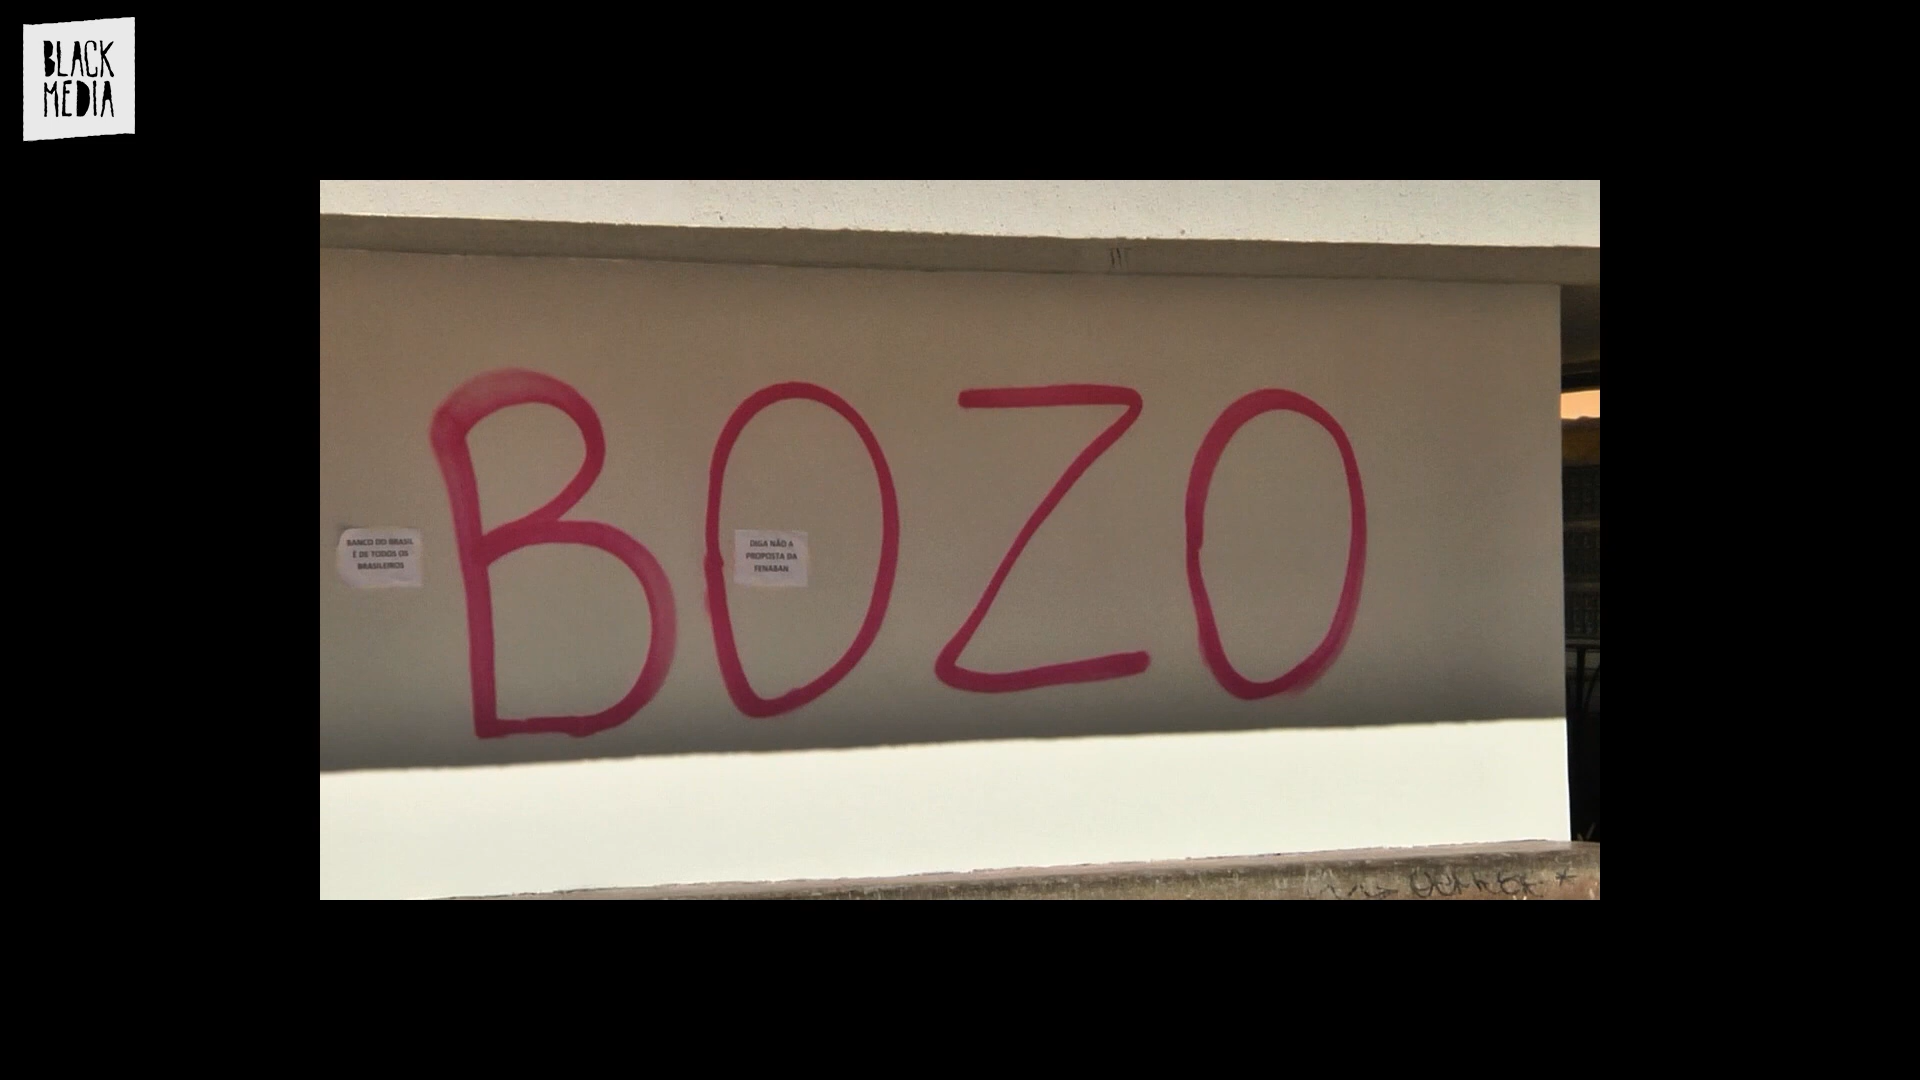 BLACK
MEDIA
BOZO
BANCO DO BRASIL
É DE TODOS OS
BRASILEIROS
DIGA NÃO A
PROPOSTA DA
FENABAN